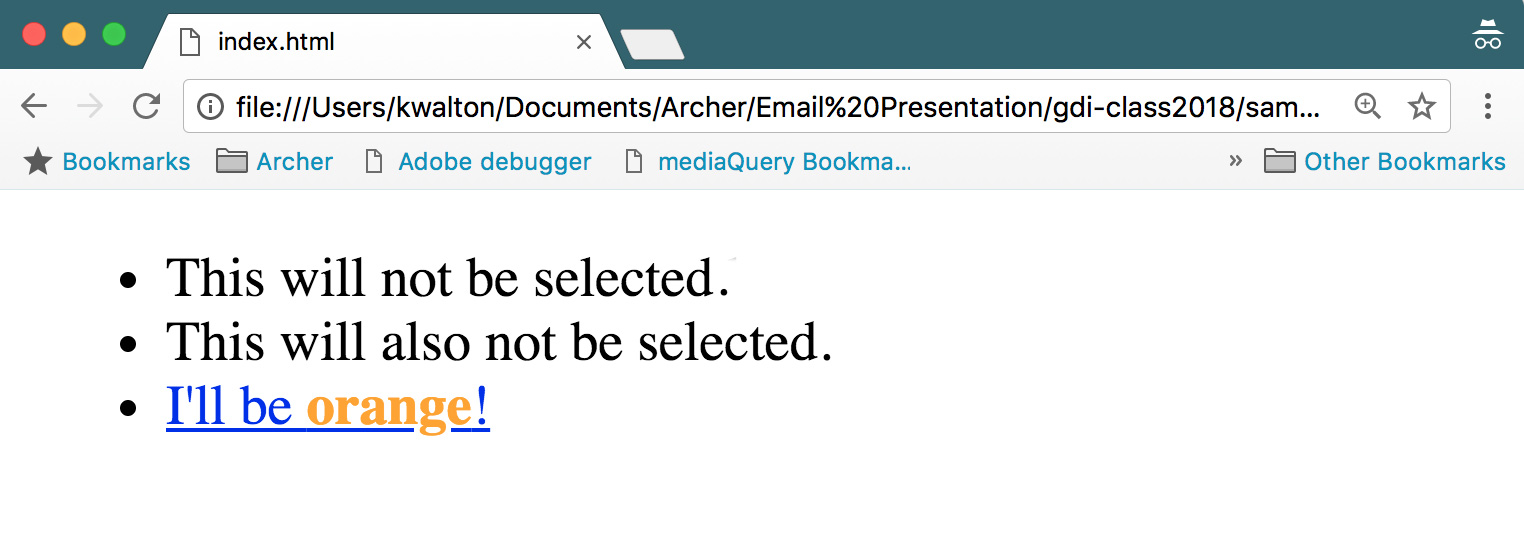 index.html
file:///Users/kwalton/Documents/Archer/Email%20Presentation/gdi-class2018/sam...
Bookmarks Archer Adobe debugger mediaQuery Bookma... » Other Bookmarks
• This will not be selected.
• This will also not be selected.
• I'll be orange!